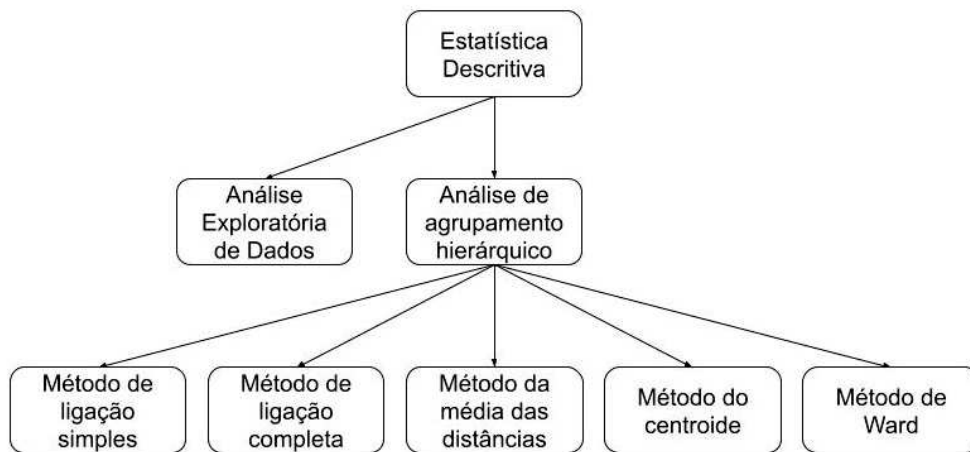 Estatística
Descritiva
Análise
Exploratória
de Dados
Análise de
agrupamento
hierárquico
Método de
ligação
simples
Método de
ligação
completa
Método da
média das
distâncias
Método do
centroide
Método de
Ward